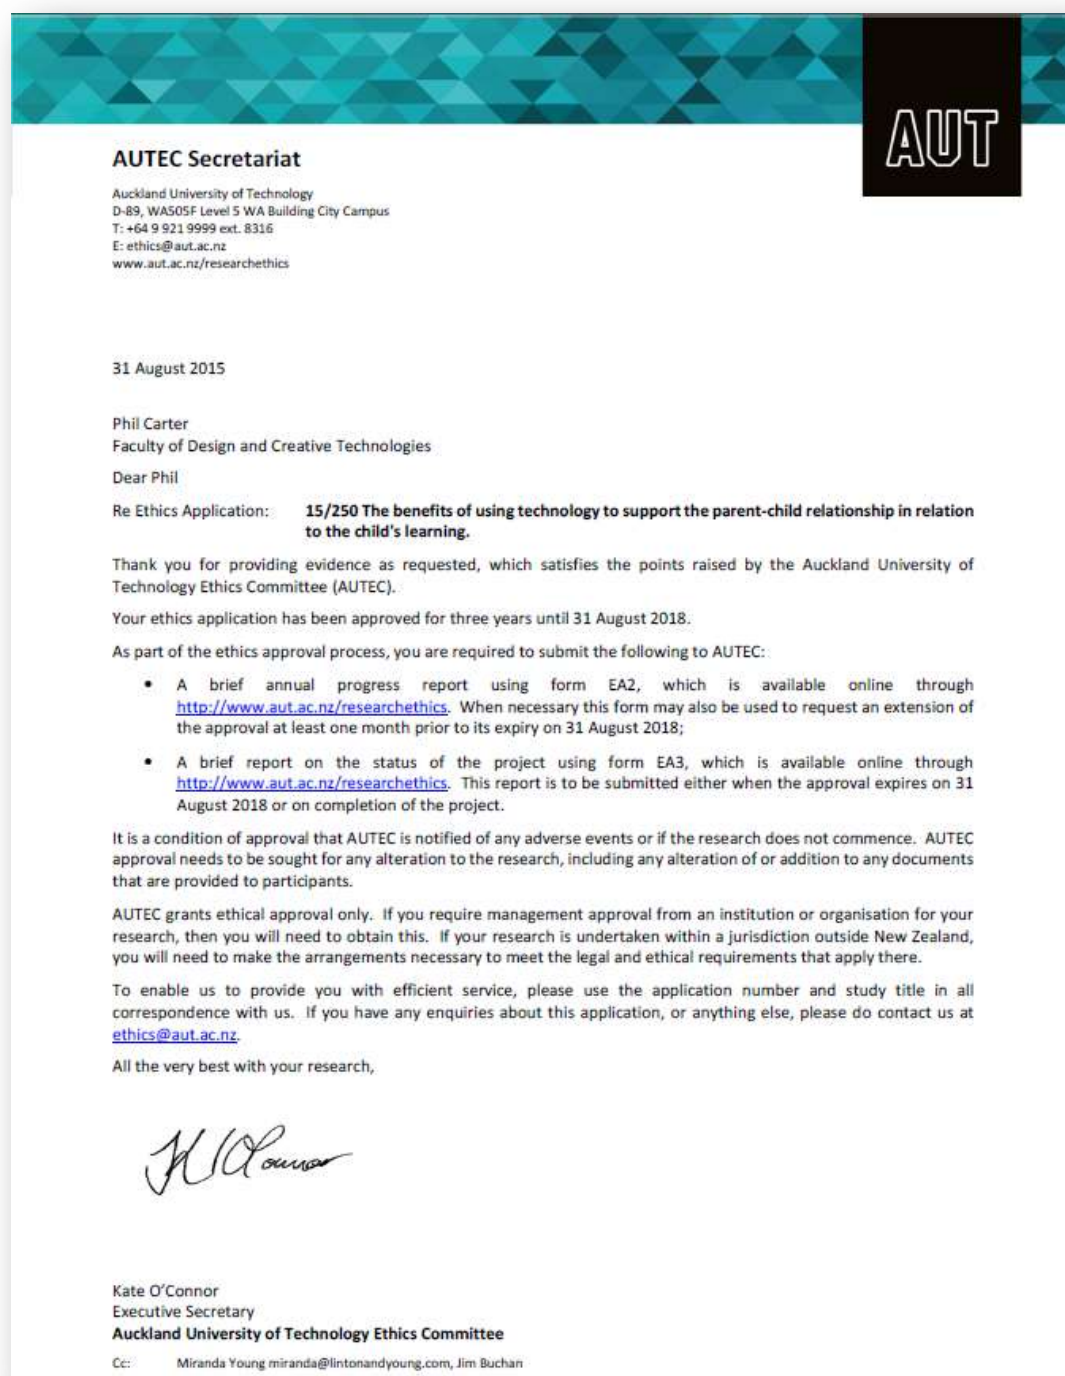 AUT
AUTEC Secretariat
Auckland University of Technology
D-89, WA505F Level 5 WA Building City Campus
T: +64 9 921 9999 ext. 8316
E: ethics@aut.ac.nz
www.aut.ac.nz/researchethics
31 August 2015
Phil Carter
Faculty of Design and Creative Technologies
Dear Phil
Re Ethics Application: 15/250 The benefits of using technology to support the parent-child relationship in relation
to the child's learning.
Thank you for providing evidence as requested, which satisfies the points raised by the Auckland University of
Technology Ethics Committee (AUTEC).
Your ethics application has been approved for three years until 31 August 2018.
As part of the ethics approval process, you are required to submit the following to AUTEC:
• A brief annual progress report using form EA2, which is available online through
http://www.aut.ac.nz/researchethics. When necessary this form may also be used to request an extension of
the approval at least one month prior to its expiry on 31 August 2018;
• A brief report on the status of the project using form EA3, which is available online through
http://www.aut.ac.nz/researchethics. This report is to be submitted either when the approval expires on 31
August 2018 or on completion of the project.
It is a condition of approval that AUTEC is notified of any adverse events or if the research does not commence. AUTEC
approval needs to be sought for any alteration to the research, including any alteration of or addition to any documents
that are provided to participants.
AUTEC grants ethical approval only. If you require management approval from an institution or organisation for your
research, then you will need to obtain this. If your research is undertaken within a jurisdiction outside New Zealand,
you will need to make the arrangements necessary to meet the legal and ethical requirements that apply there.
To enable us to provide you with efficient service, please use the application number and study title in all
correspondence with us. If you have any enquiries about this application, or anything else, please do contact us at
ethics@aut.ac.nz.
All the very best with your research,
Kate O'Connor
Executive Secretary
Auckland University of Technology Ethics Committee
Cc: Miranda Young miranda@lintonandyoung.com, Jim Buchan